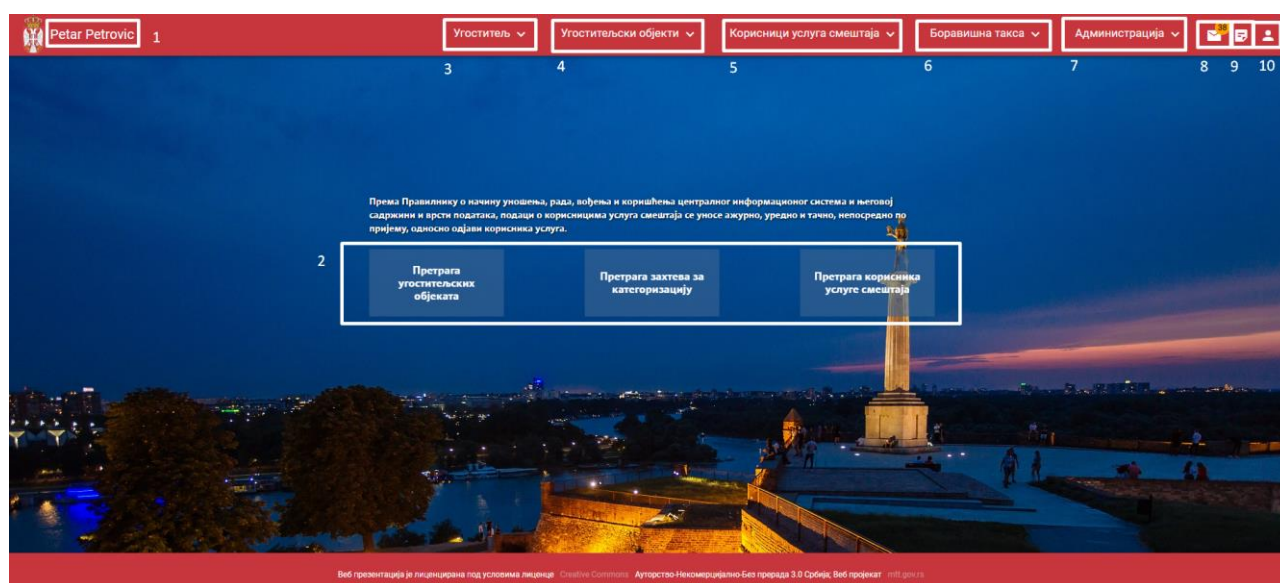 Petar Petrovic
1
Угоститељ
Угоститељски објекти
Корисници услуга смештаја
Боравишна такса
Администрација
38
3
4
5
6
7
8
9
10
Према Правилнику о начину уношења, рада, вођења и коришћења централног информационог система и његовој
садржини и врсти података, подаци о корисницима услуга смештаја се уносе ажурно, уредно и тачно, непосредно по
пријему, односно одјави корисника услуга.
2
Претрага
угоститељских
објеката
Претрага захтева за
категоризацију
Претрага корисника
услуге смештаја
Веб презентација је лиценцирана под условима лиценце Creative Commons Ауторство-Некомерцијално-Без прерада 3.0 Србија; Веб пројекат mtt.gov.rs